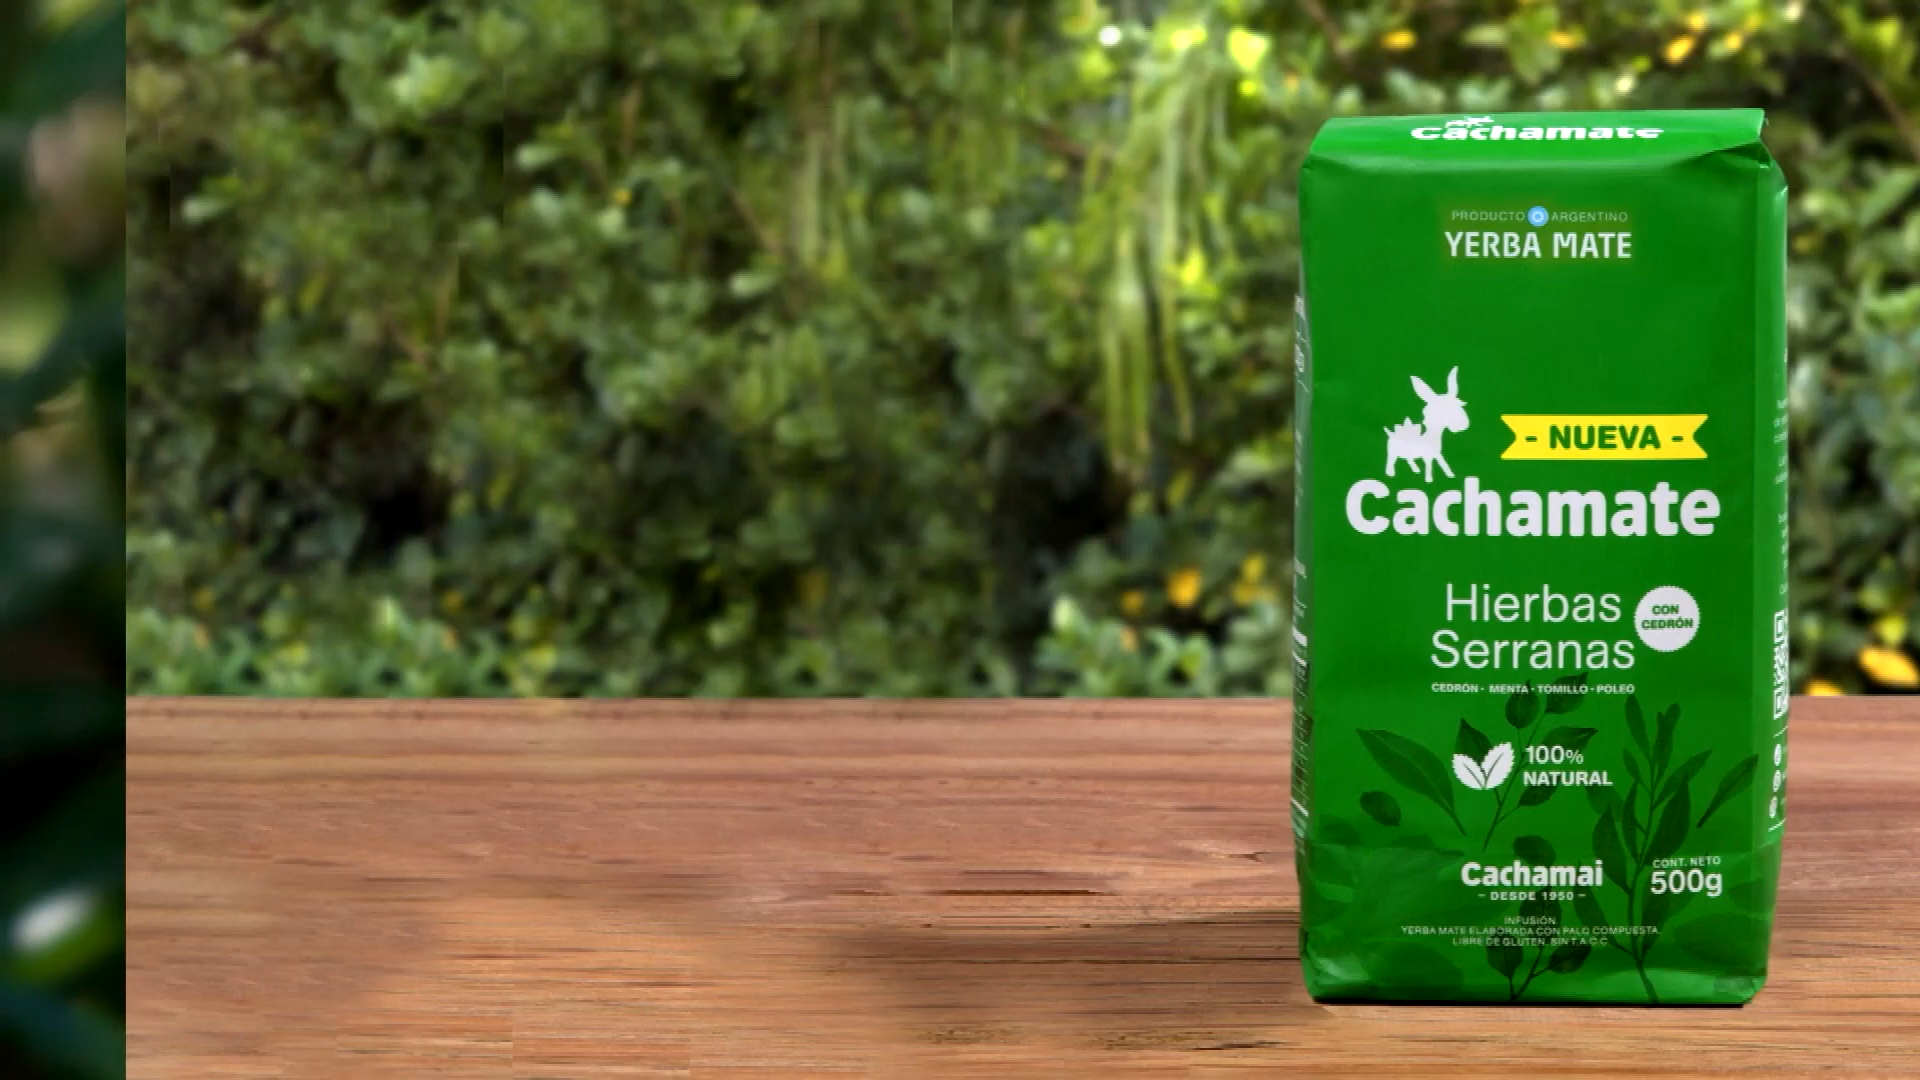 Cachamate
PRODUCTO ARGENTINO
YERBA MATE
- NUEVA -
Cachamate
Hierbas
Serranas
CON
CEDRÓN
CEDRÓN - MENTA - TOMILLO - POLEO
100%
NATURAL
Cachamai
- DESDE 1950 -
CONT. NETO
500g
INFUSIÓN.
YERBA MATE ELABORADA CON PALO COMPUESTA.
LIBRE DE GLUTEN. SIN T.A.C.C.